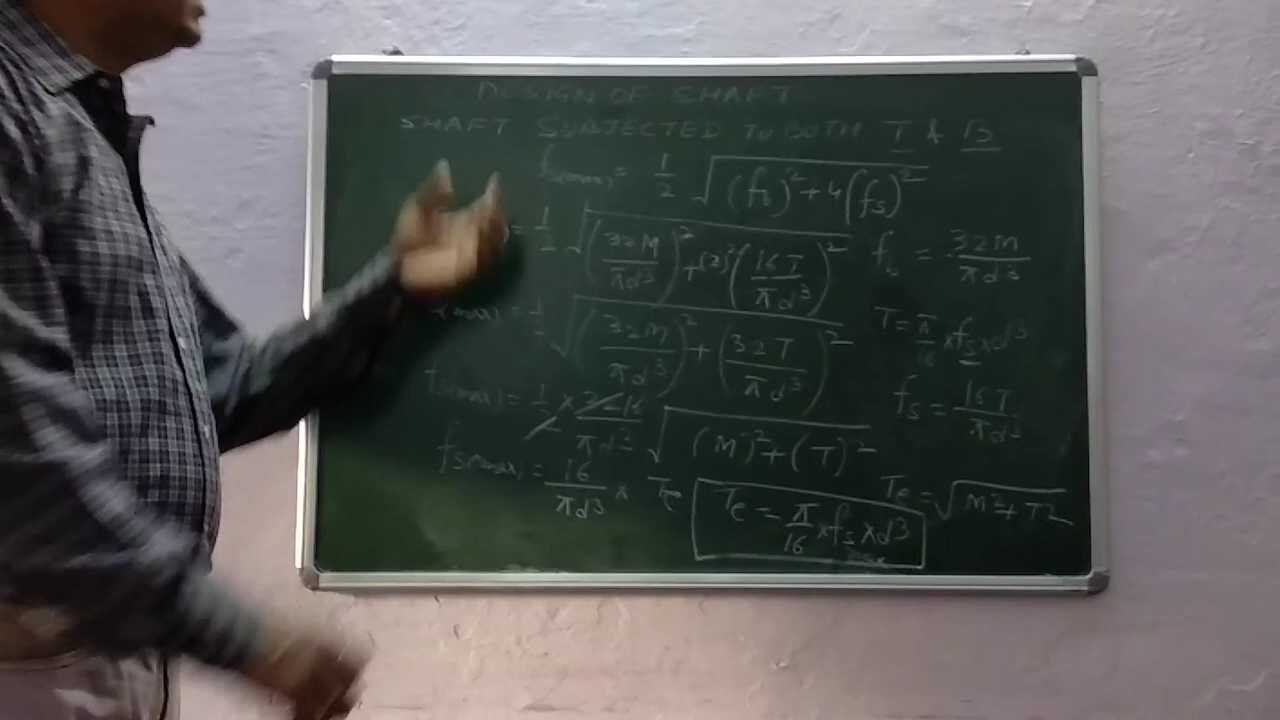 DESIGN OF SHAFT
SHAFT SUBJECTED TO BOTH T & B
fs(max) = 1/2 √((fb)² + 4(fs)²)
) = 1/2 √((32M/πd³)² + (2)²(16T/πd³)²)
fb = 32M/πd³
(max) = 1/2 √((32M/πd³)² + (32T/πd³)²)
T = π/16 × fs × d³
fs(max) = 1/2 × 32 16/πd³ √((M)² + (T)²)
fs = 16T/πd³
fs(max) = 16/πd³ × Te
Te = √(M² + T²)
Te = π/16 × fs × d³